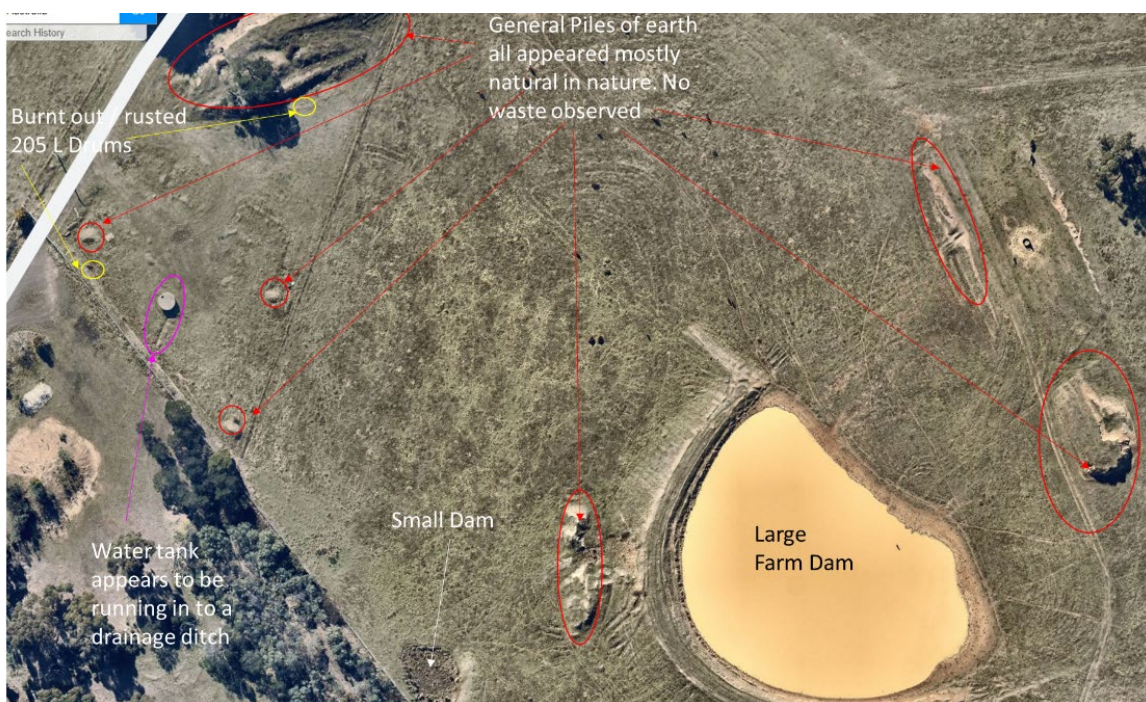 earch History
General Piles of earth
all appeared mostly
natural in nature. No
waste observed
Burnt out / rusted
205 L Drums
Small Dam
Large
Farm Dam
Water tank
appears to be
running in to a
drainage ditch